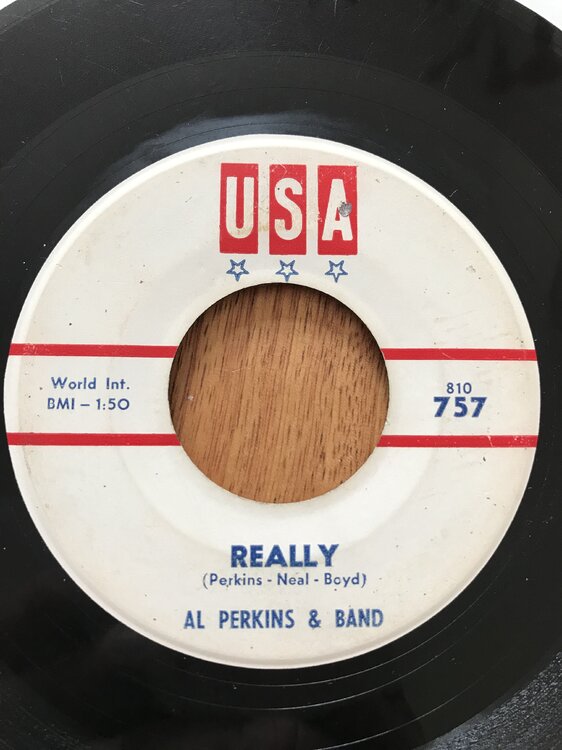 USA
World Int.
BMI – 1:50
810
757
REALLY
(Perkins - Neal - Boyd)
AL PERKINS & BAND